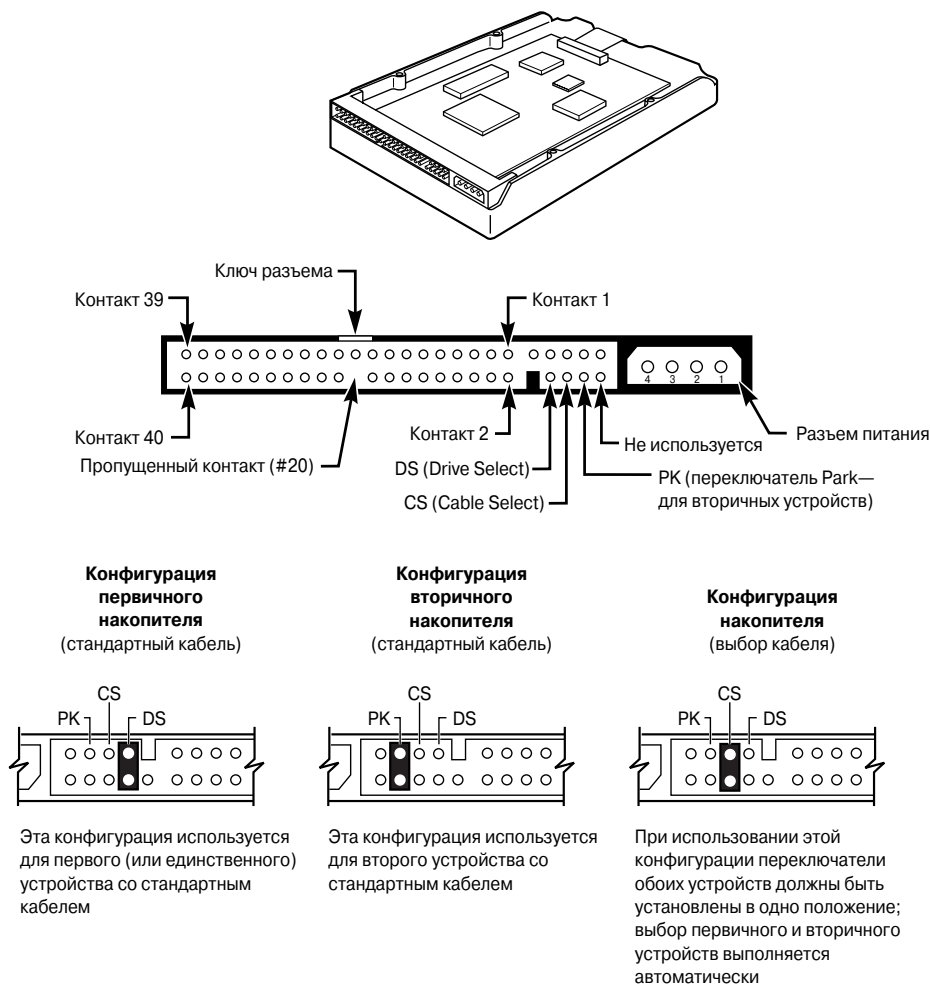 Ключ разъема
Контакт 39
Контакт 1
4 3 2 1
Контакт 40
Пропущенный контакт (#20)
Контакт 2
DS (Drive Select)
CS (Cable Select)
Не используется
PK (переключатель Park—
для вторичных устройств)
Разъем питания
Конфигурация
первичного
накопителя
(стандартный кабель)
CS
PK
DS
Эта конфигурация используется
для первого (или единственного)
устройства со стандартным
кабелем
Конфигурация
вторичного
накопителя
(стандартный кабель)
CS
PK
DS
Эта конфигурация используется
для второго устройства со
стандартным кабелем
Конфигурация
накопителя
(выбор кабеля)
CS
PK
DS
При использовании этой
конфигурации переключатели
обоих устройств должны быть
установлены в одно положение;
выбор первичного и вторичного
устройств выполняется
автоматически